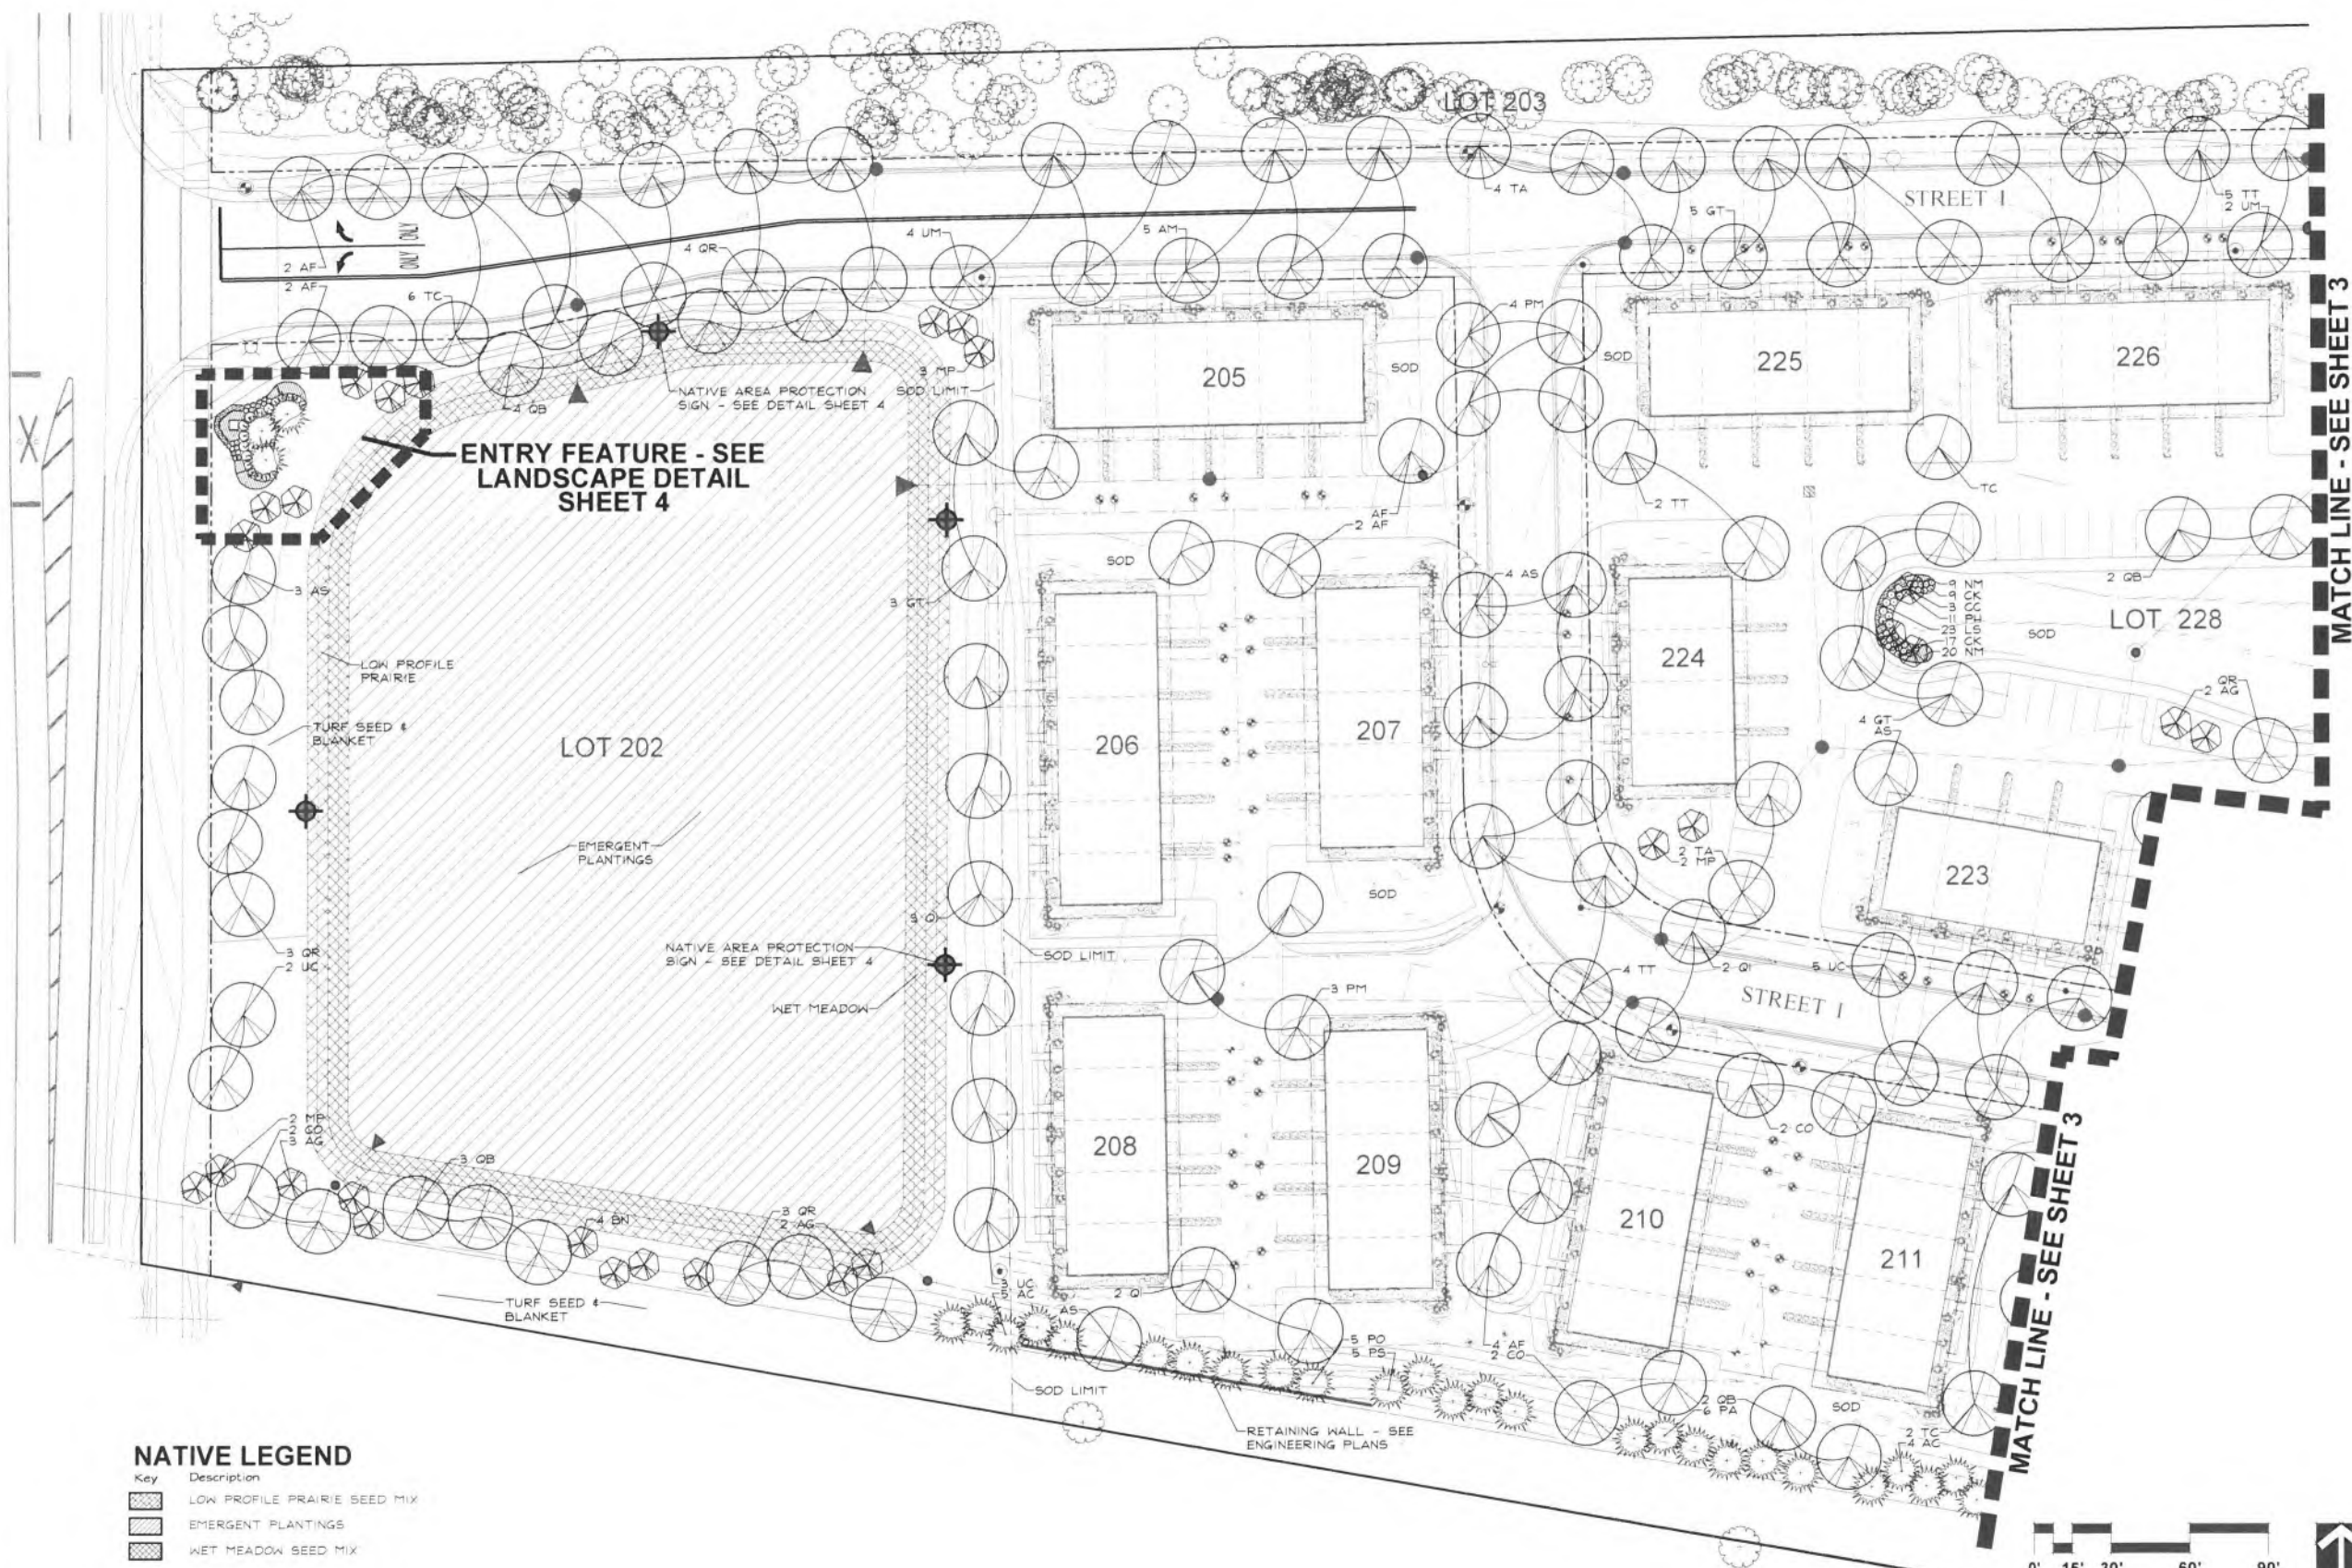 LOT 203
STREET 1
4 TA
5 TT
2 UM
5 GT
ONLY
ONLY
2 AF
2 AF
6 TC
4 QR
4 UM
5 AM
4 PM
4 QB
3 MP
SOD LIMIT
NATIVE AREA PROTECTION
SIGN - SEE DETAIL SHEET 4
205
SOD
SOD
225
226
MATCH LINE - SEE SHEET 3
ENTRY FEATURE - SEE
LANDSCAPE DETAIL
SHEET 4
AF
2 AF
2 TT
TC
SOD
4 AS
3 AS
3 GT
9 NM
9 CK
3 CC
11 PH
23 LS
17 CK
20 NM
2 QB
LOT 228
SOD
LOW PROFILE
PRAIRIE
TURF SEED &
BLANKET
LOT 202
206
207
224
QR
2 AG
4 GT
AS
EMERGENT
PLANTINGS
2 TA
2 MP
223
SOD
NATIVE AREA PROTECTION
SIGN - SEE DETAIL SHEET 4
SOD LIMIT
WET MEADOW
3 QR
2 UC
3 PM
4 TT
2 QI
5 UC
STREET 1
2 MP
2 CO
3 AG
3 QB
4 BN
3 QR
2 AG
208
209
210
211
2 CO
TURF SEED &
BLANKET
3 UC
5 AC
AS
5 PO
5 PS
4 AF
2 CO
2 QB
6 PA
SOD
2 TC
4 AC
SOD LIMIT
RETAINING WALL - SEE
ENGINEERING PLANS
MATCH LINE - SEE SHEET 3
NATIVE LEGEND
Key Description
LOW PROFILE PRAIRIE SEED MIX
EMERGENT PLANTINGS
WET MEADOW SEED MIX
0' 15' 30' 60' 90'